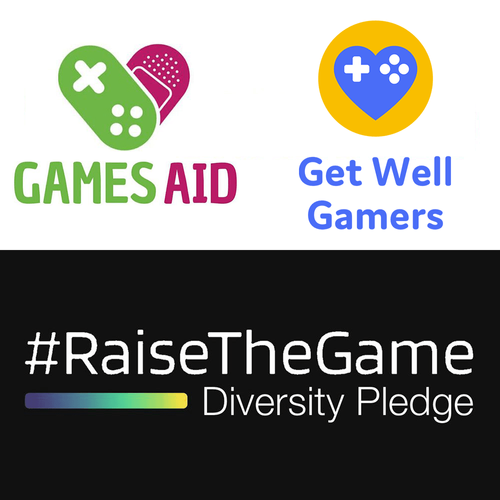 GAMES AID
Get Well
Gamers
#RaiseTheGame
Diversity Pledge